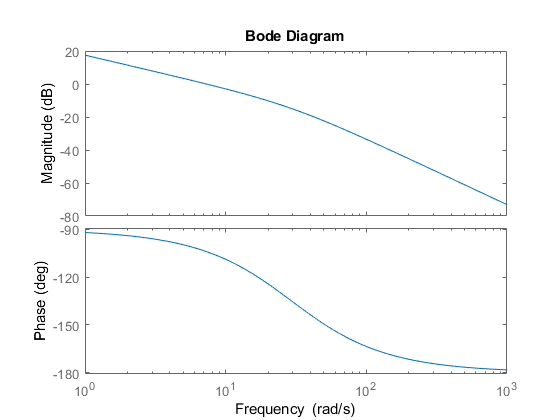 Bode Diagram
20
0
-20
-40
-60
-80
Magnitude (dB)
-90
-120
-150
-180
Phase (deg)
10^0 10^1 10^2 10^3
Frequency (rad/s)